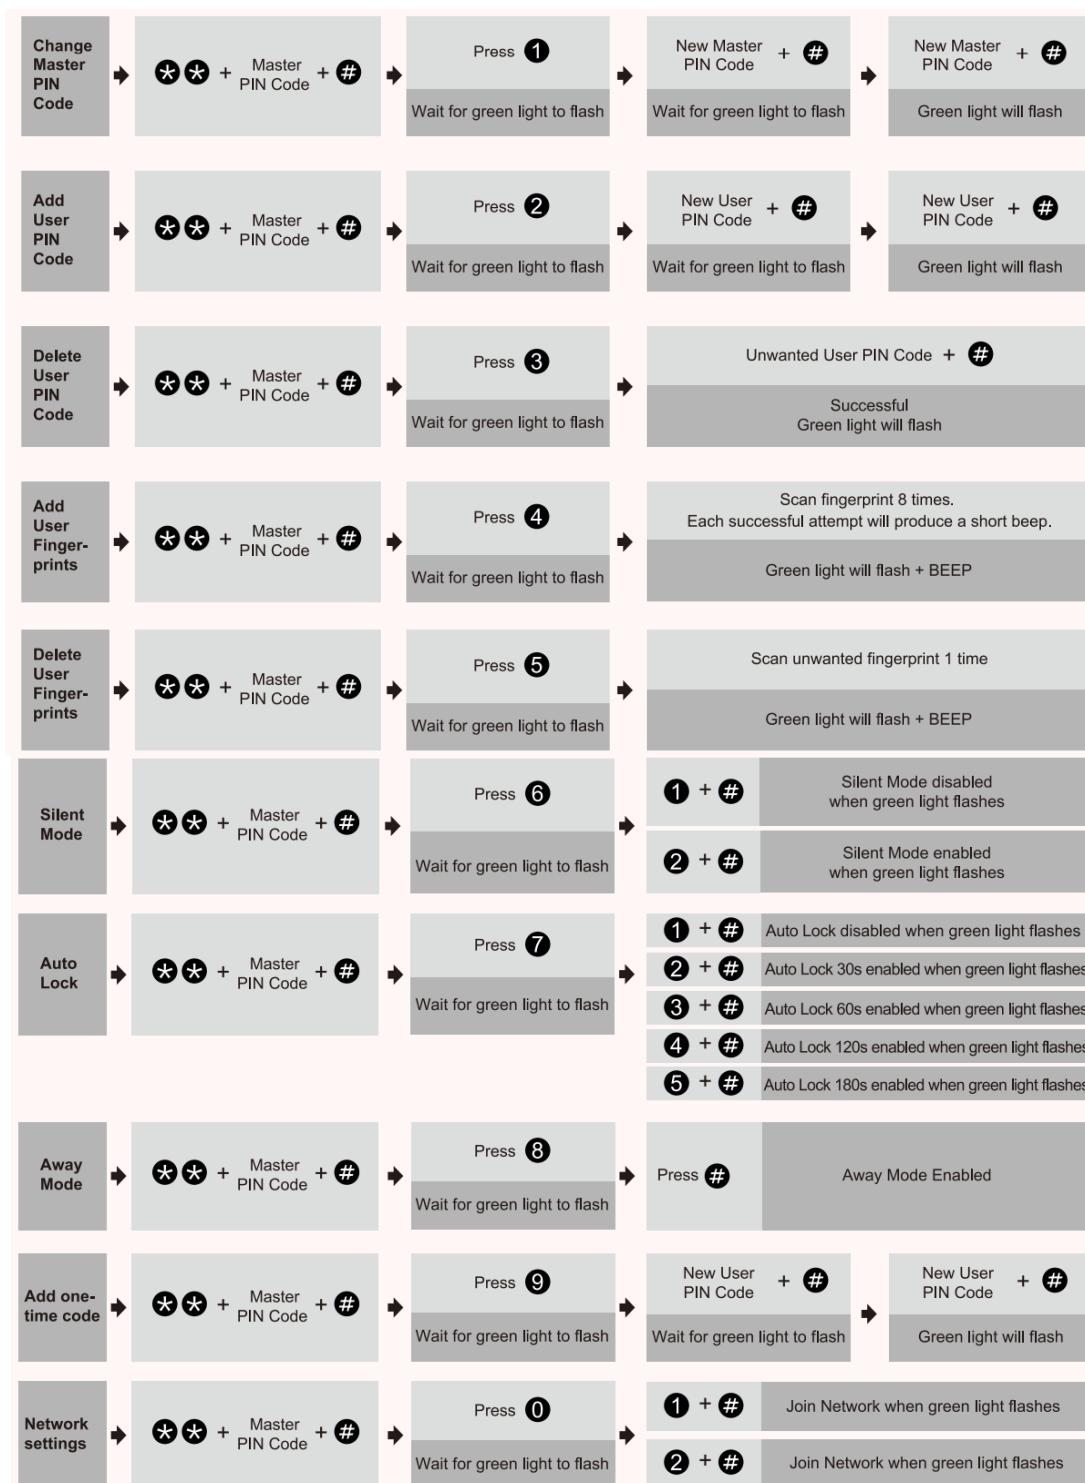 Change
Master
PIN
Code
** + Master
PIN Code + #
Press 1
Wait for green light to flash
New Master
PIN Code + #
Wait for green light to flash
New Master
PIN Code + #
Green light will flash
Add
User
PIN
Code
** + Master
PIN Code + #
Press 2
Wait for green light to flash
New User
PIN Code + #
Wait for green light to flash
New User
PIN Code + #
Green light will flash
Delete
User
PIN
Code
** + Master
PIN Code + #
Press 3
Wait for green light to flash
Unwanted User PIN Code + #
Successful
Green light will flash
Add
User
Finger-
prints
** + Master
PIN Code + #
Press 4
Wait for green light to flash
Scan fingerprint 8 times.
Each successful attempt will produce a short beep.
Green light will flash + BEEP
Delete
User
Finger-
prints
** + Master
PIN Code + #
Press 5
Wait for green light to flash
Scan unwanted fingerprint 1 time
Green light will flash + BEEP
Silent
Mode
** + Master
PIN Code + #
Press 6
Wait for green light to flash
1 + #
Silent Mode disabled
when green light flashes
2 + #
Silent Mode enabled
when green light flashes
Auto
Lock
** + Master
PIN Code + #
Press 7
Wait for green light to flash
1 + # Auto Lock disabled when green light flashes
2 + # Auto Lock 30s enabled when green light flashes
3 + # Auto Lock 60s enabled when green light flashes
4 + # Auto Lock 120s enabled when green light flashes
5 + # Auto Lock 180s enabled when green light flashes
Away
Mode
** + Master
PIN Code + #
Press 8
Wait for green light to flash
Press # Away Mode Enabled
Add one-
time code
** + Master
PIN Code + #
Press 9
Wait for green light to flash
New User
PIN Code + #
Wait for green light to flash
New User
PIN Code + #
Green light will flash
Network
settings
** + Master
PIN Code + #
Press 0
Wait for green light to flash
1 + # Join Network when green light flashes
2 + # Join Network when green light flashes